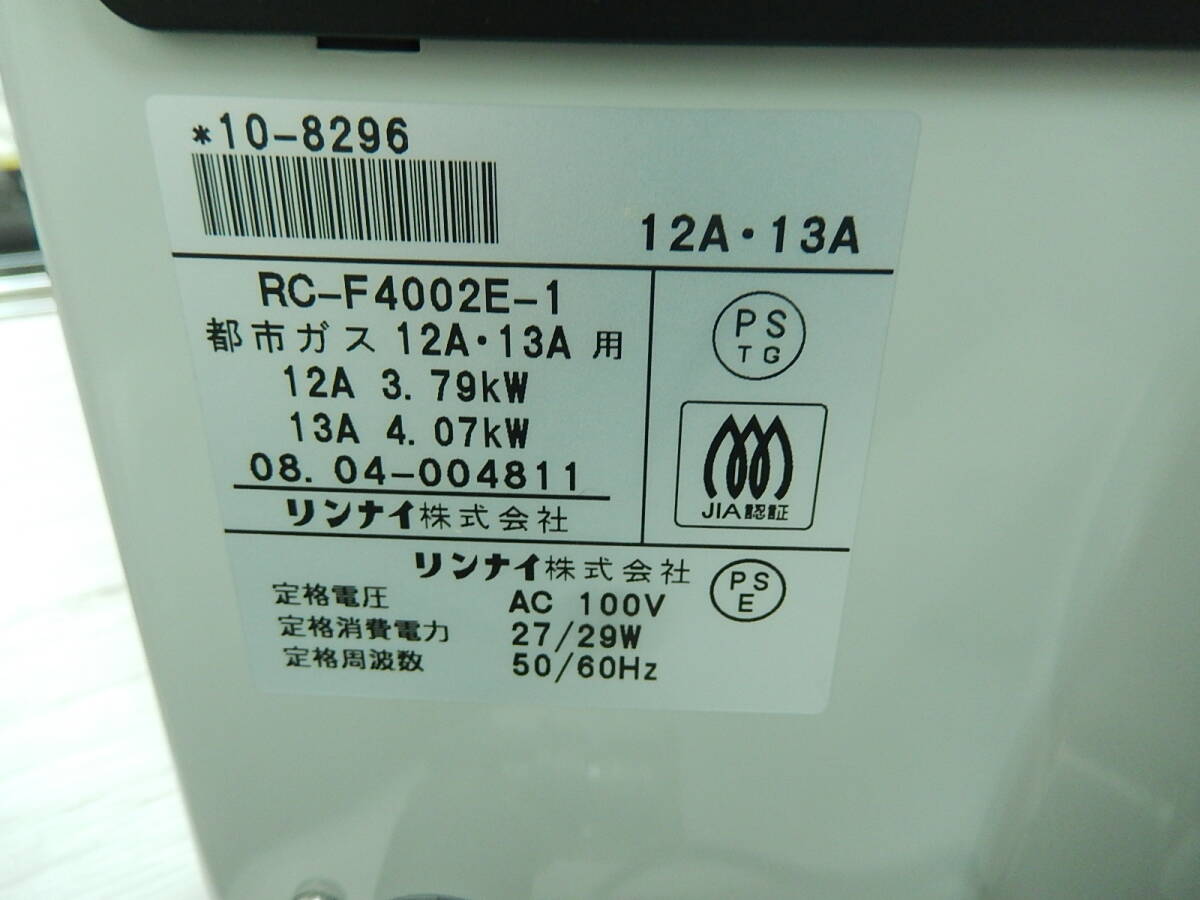 *10-8296
12A・13A
RC-F4002E-1
都市ガス 12A・13A 用
12A 3.79kW
13A 4.07kW
08.04-004811
リンナイ株式会社
PS
TG
JIA認証
リンナイ株式会社
PS
E
定格電圧 AC 100V
定格消費電力 27/29W
定格周波数 50/60Hz